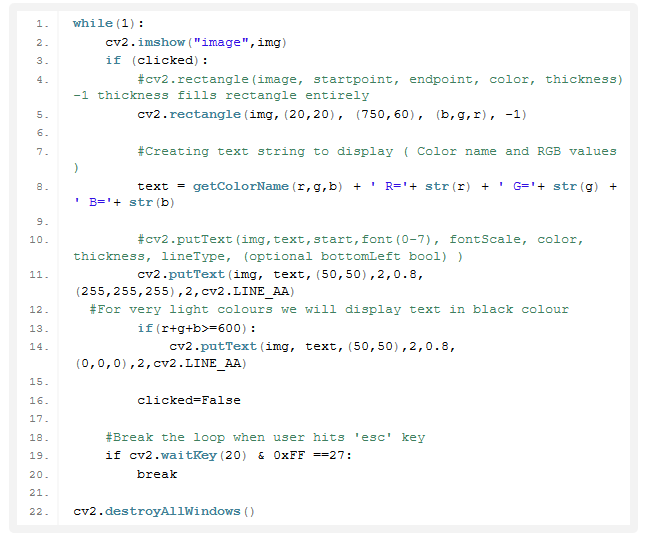 1. while(1):
2.     cv2.imshow("image",img)
3.     if (clicked):
4.         #cv2.rectangle(image, startpoint, endpoint, color, thickness)
-1 thickness fills rectangle entirely
5.         cv2.rectangle(img,(20,20), (750,60), (b,g,r), -1)
6.
7.         #Creating text string to display ( Color name and RGB values
)
8.         text = getColorName(r,g,b) + ' R='+ str(r) + ' G='+ str(g) +
' B='+ str(b)
9.
10.         #cv2.putText(img,text,start,font(0-7), fontScale, color,
thickness, lineType, (optional bottomLeft bool) )
11.         cv2.putText(img, text,(50,50),2,0.8,
(255,255,255),2,cv2.LINE_AA)
12.   #For very light colours we will display text in black colour
13.         if(r+g+b>=600):
14.             cv2.putText(img, text,(50,50),2,0.8,
(0,0,0),2,cv2.LINE_AA)
15.
16.         clicked=False
17.
18.     #Break the loop when user hits 'esc' key
19.     if cv2.waitKey(20) & 0xFF ==27:
20.         break
21.
22. cv2.destroyAllWindows()